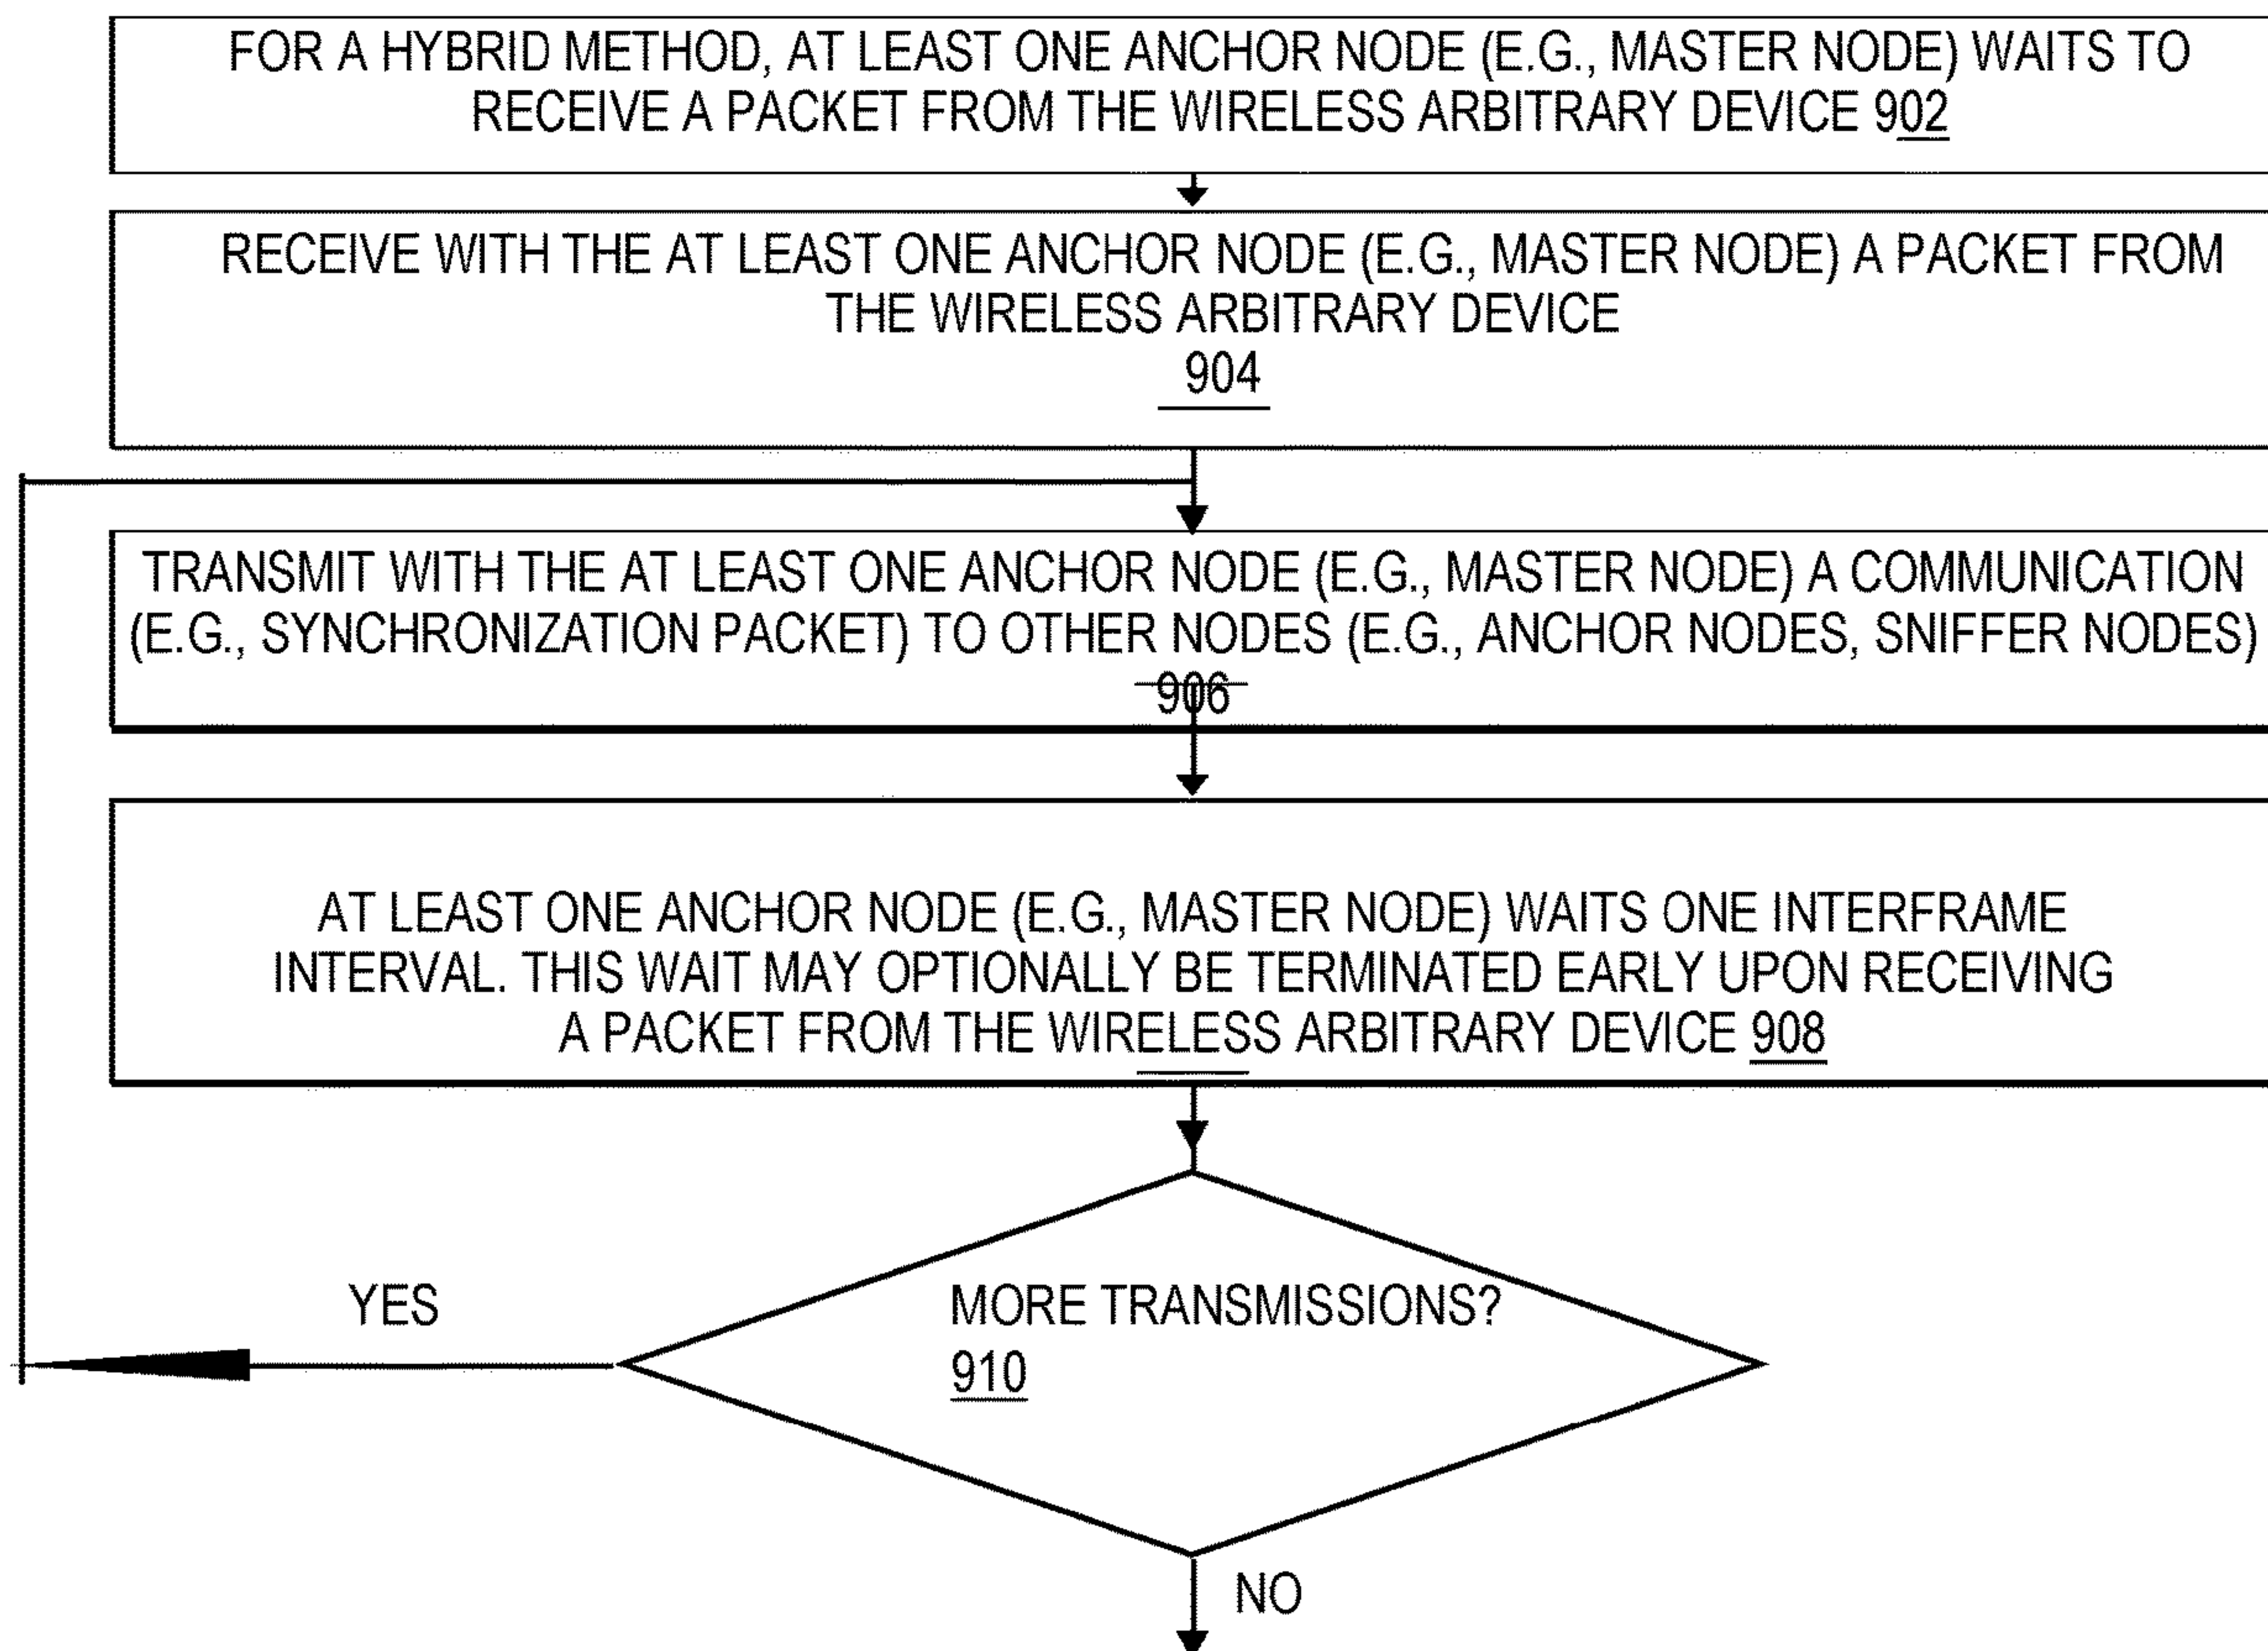 FOR A HYBRID METHOD, AT LEAST ONE ANCHOR NODE (E.G., MASTER NODE) WAITS TO
RECEIVE A PACKET FROM THE WIRELESS ARBITRARY DEVICE 902
RECEIVE WITH THE AT LEAST ONE ANCHOR NODE (E.G., MASTER NODE) A PACKET FROM
THE WIRELESS ARBITRARY DEVICE
904
TRANSMIT WITH THE AT LEAST ONE ANCHOR NODE (E.G., MASTER NODE) A COMMUNICATION
(E.G., SYNCHRONIZATION PACKET) TO OTHER NODES (E.G., ANCHOR NODES, SNIFFER NODES)
906
AT LEAST ONE ANCHOR NODE (E.G., MASTER NODE) WAITS ONE INTERFRAME
INTERVAL. THIS WAIT MAY OPTIONALLY BE TERMINATED EARLY UPON RECEIVING
A PACKET FROM THE WIRELESS ARBITRARY DEVICE 908
YES
MORE TRANSMISSIONS?
910
NO